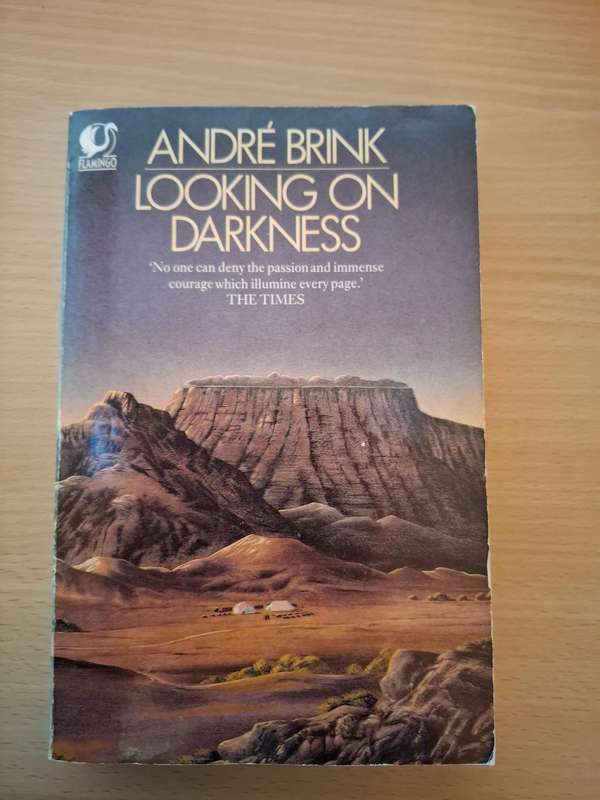 FLAMINGO
ANDRÉ BRINK
LOOKING ON
DARKNESS
‘No one can deny the passion and immense
courage which illumine every page.’
THE TIMES